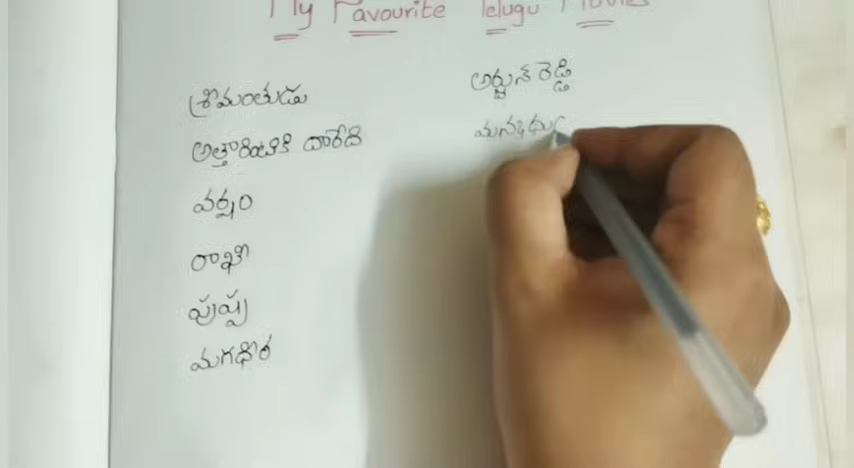 My Favourite Telugu Movies
శ్రీమంతుడు
అత్తారింటికి దారేది
వర్షం
రాఖీ
పుష్ప
మగధీర
అర్జున్ రెడ్డి